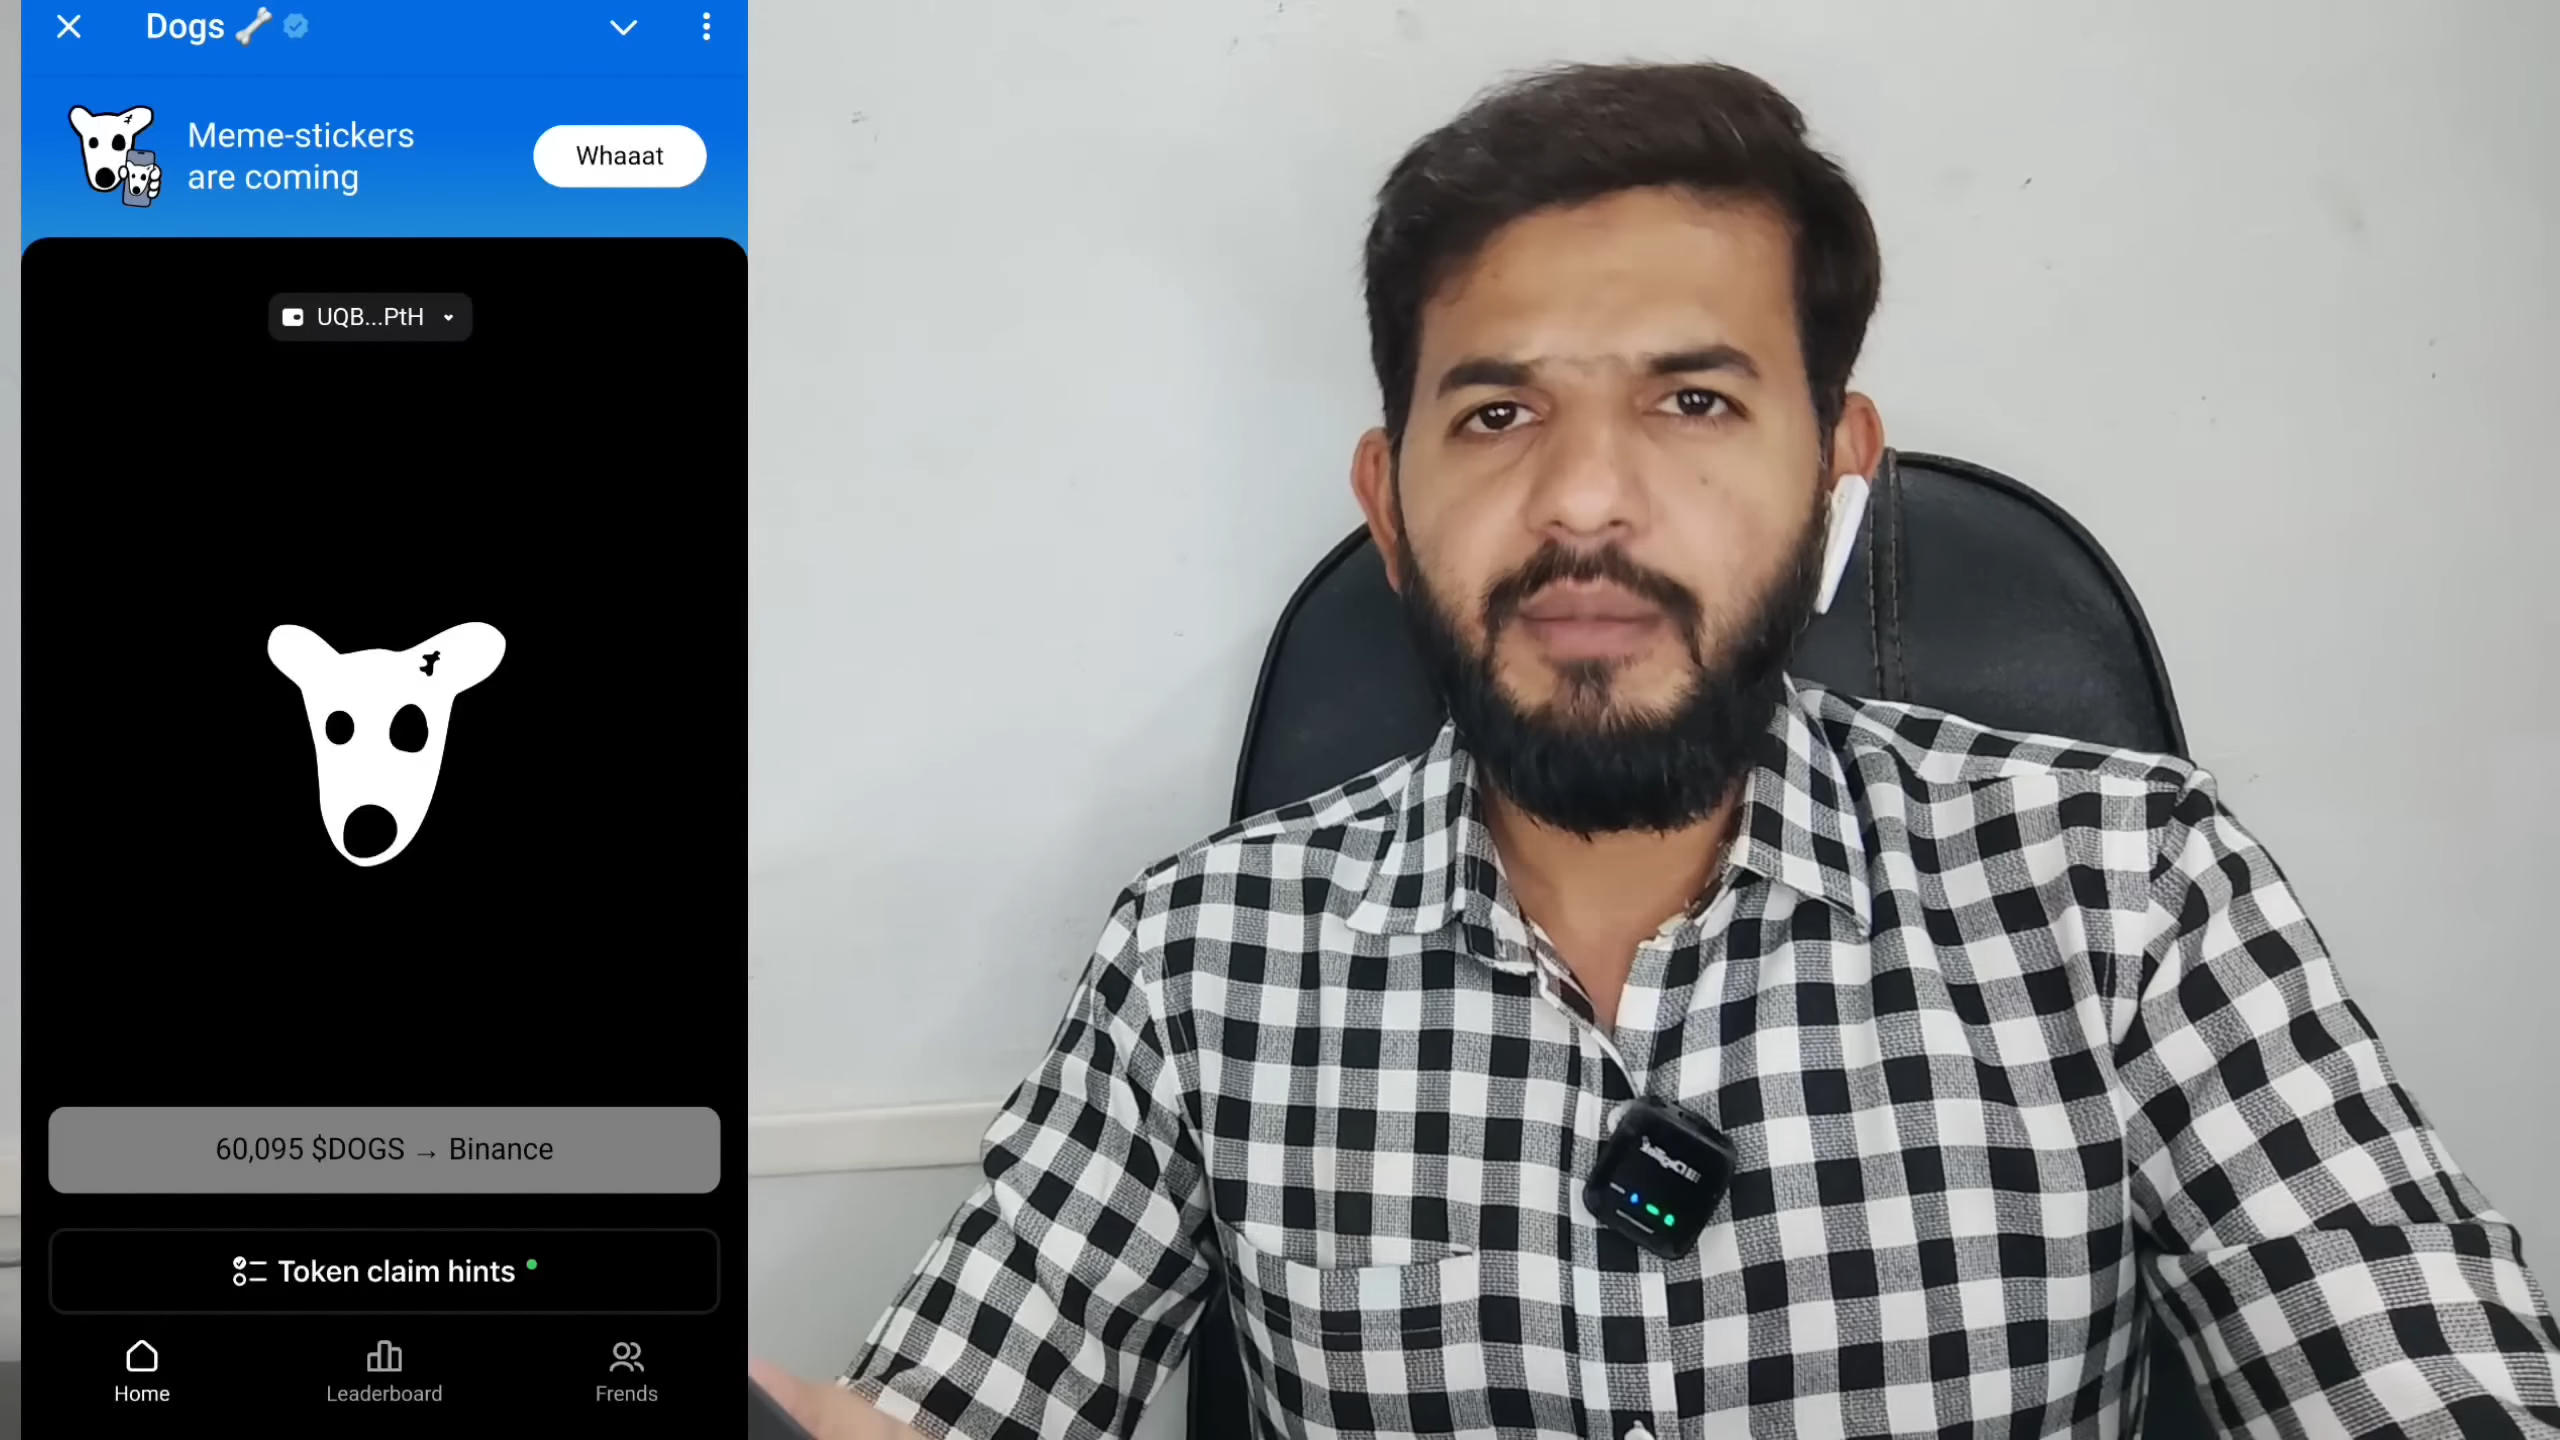 Dogs 🦴
Meme-stickers
are coming
Whaaat
UQB...PtH
60,095 $DOGS → Binance
Token claim hints
Home
Leaderboard
Frends